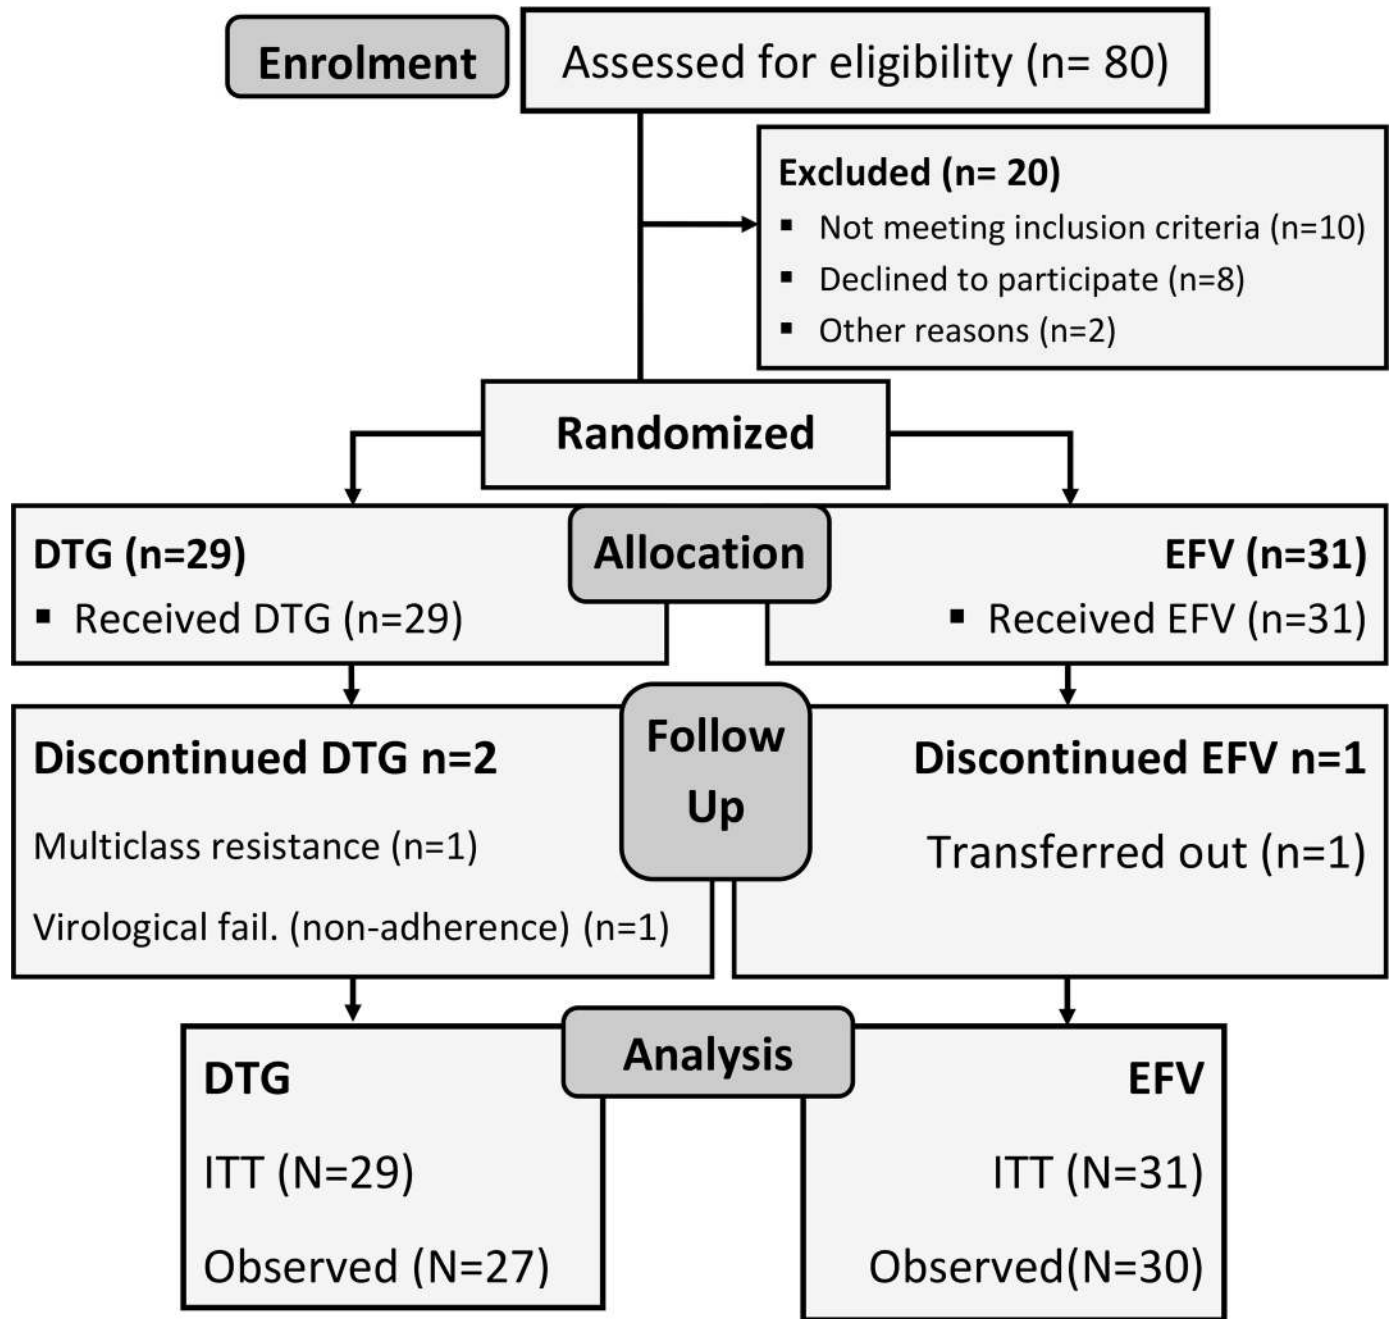 Enrolment
Assessed for eligibility (n= 80)
Excluded (n= 20)
▪ Not meeting inclusion criteria (n=10)
▪ Declined to participate (n=8)
▪ Other reasons (n=2)
Randomized
Allocation
DTG (n=29)
▪ Received DTG (n=29)
EFV (n=31)
▪ Received EFV (n=31)
Follow
Up
Discontinued DTG n=2
Multiclass resistance (n=1)
Virological fail. (non-adherence) (n=1)
Discontinued EFV n=1
Transferred out (n=1)
Analysis
DTG
ITT (N=29)
Observed (N=27)
EFV
ITT (N=31)
Observed(N=30)